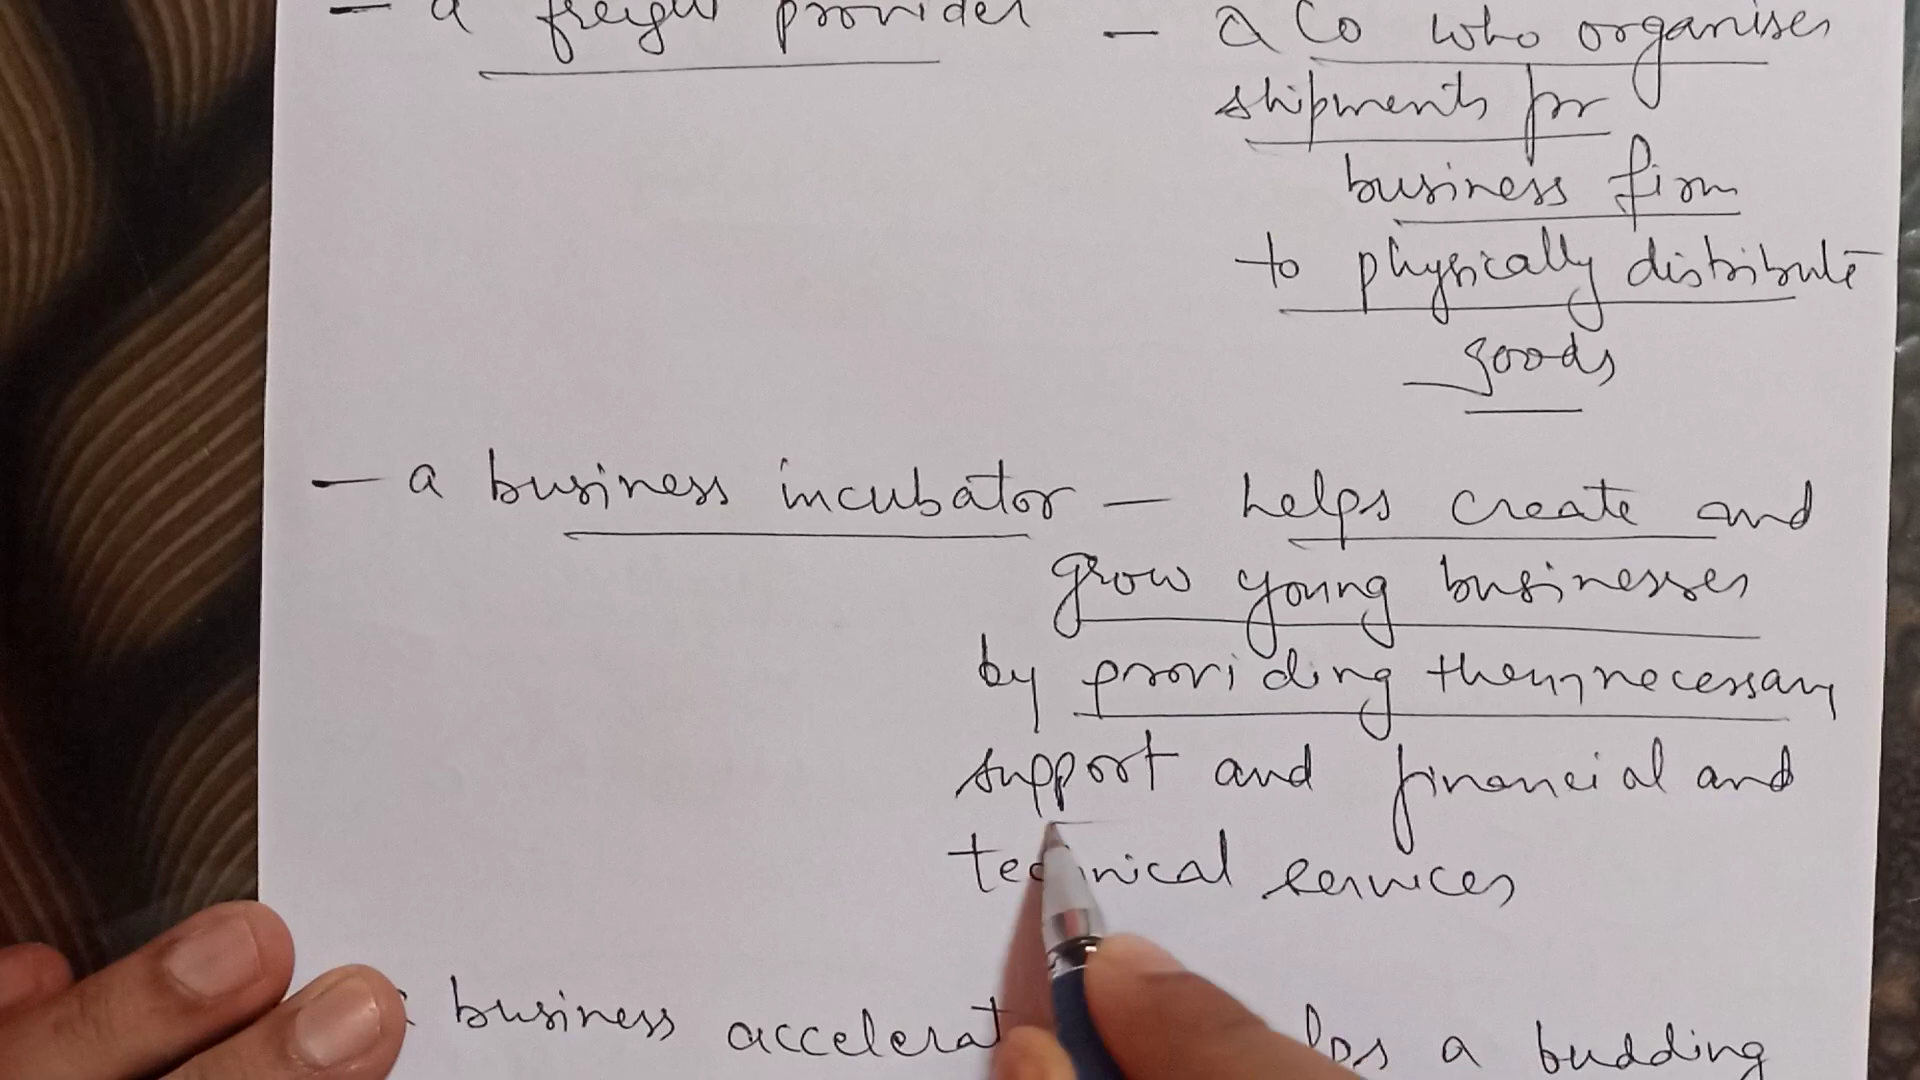 - a freight provider - a Co who organises
shipments for
business firm
to physically distribute
goods
- a business incubator - helps create and
grow young businesses
by providing them necessary
support and financial and
technical services
business a budding